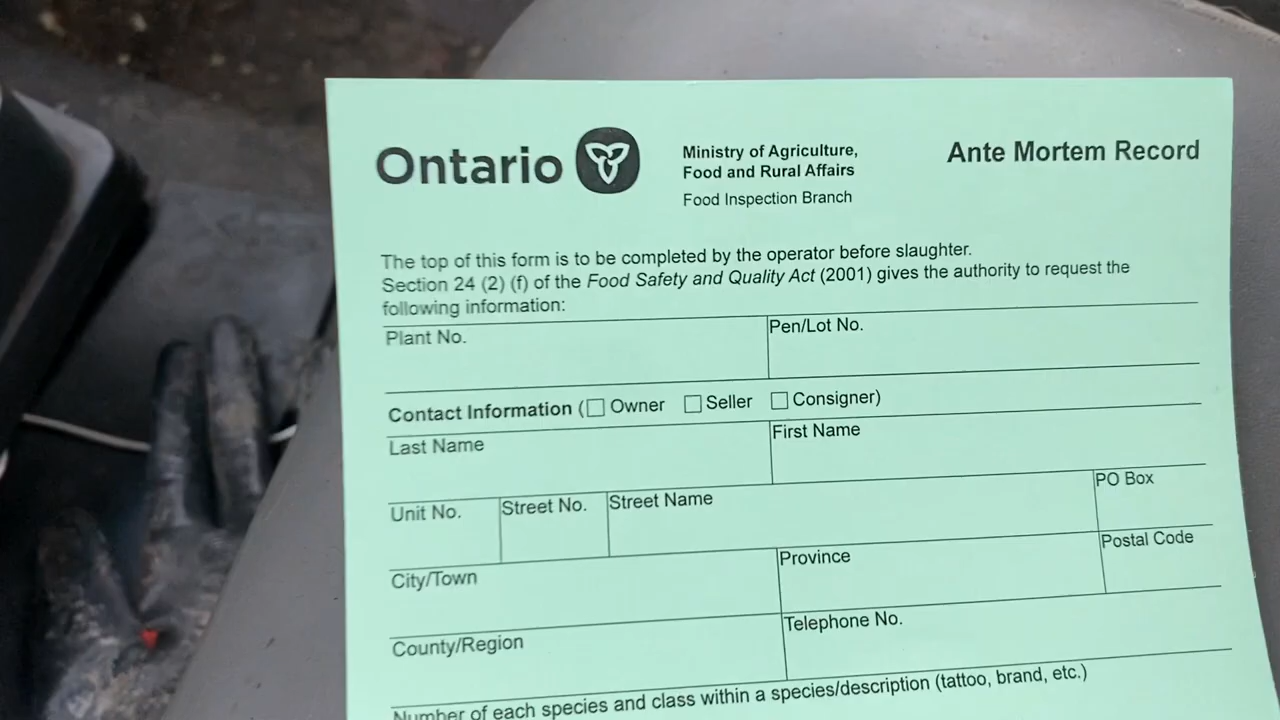 Ontario
Ministry of Agriculture,
Food and Rural Affairs
Food Inspection Branch
Ante Mortem Record
The top of this form is to be completed by the operator before slaughter.
Section 24 (2) (f) of the Food Safety and Quality Act (2001) gives the authority to request the
following information:
Plant No.
Pen/Lot No.
Contact Information (☐ Owner ☐ Seller ☐ Consigner)
Last Name
First Name
Unit No.
Street No.
Street Name
PO Box
City/Town
Province
Postal Code
County/Region
Telephone No.
Number of each species and class within a species/description (tattoo, brand, etc.)